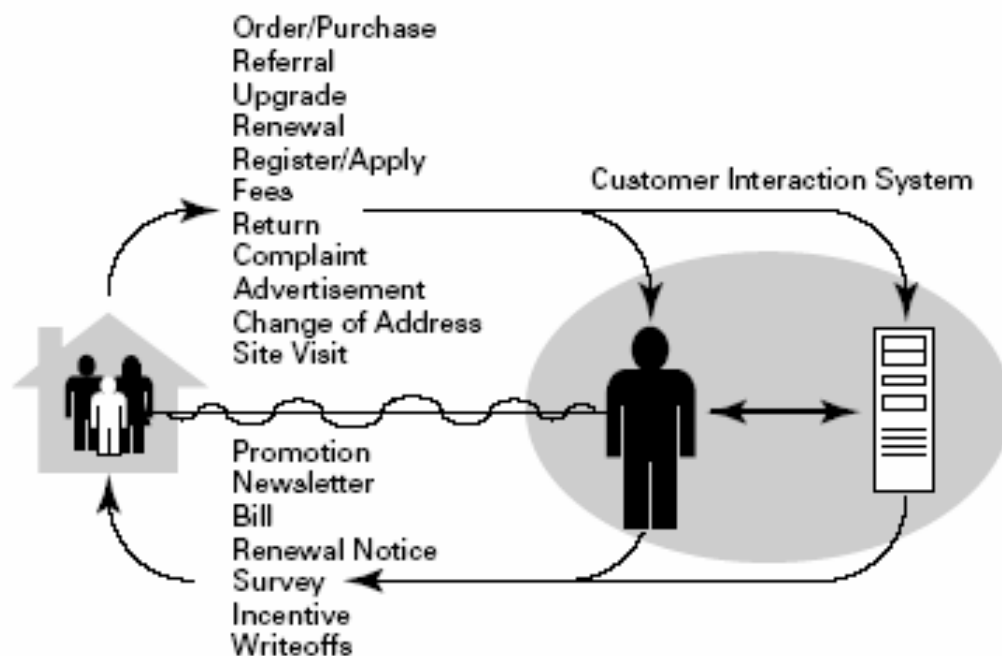 Order/Purchase
Referral
Upgrade
Renewal
Register/Apply
Fees
Return
Complaint
Advertisement
Change of Address
Site Visit
Customer Interaction System
Promotion
Newsletter
Bill
Renewal Notice
Survey
Incentive
Writeoffs